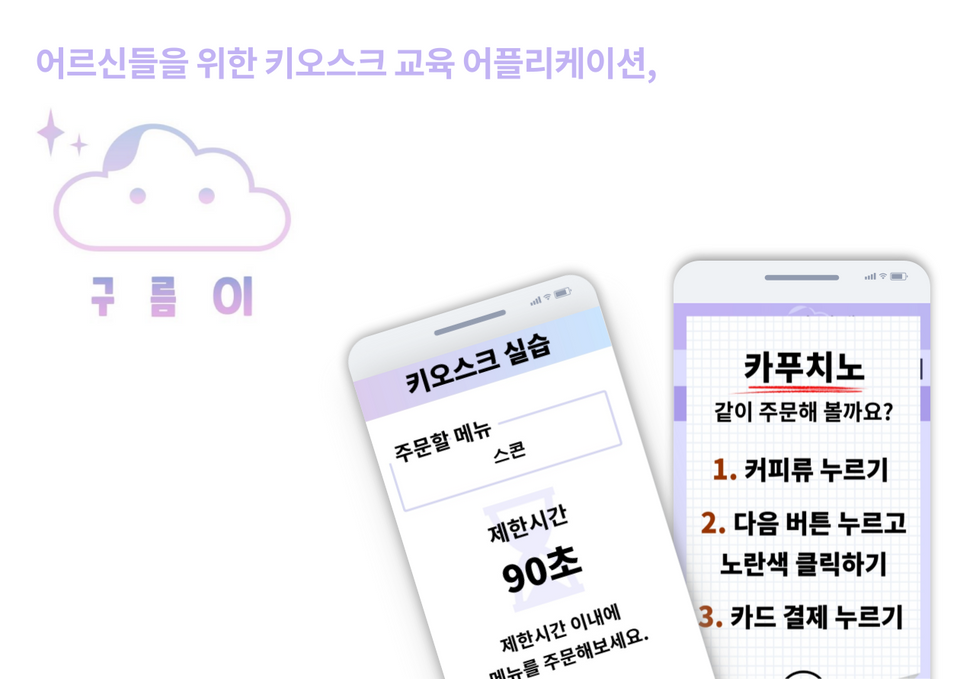 어르신들을 위한 키오스크 교육 어플리케이션,
구름이
키오스크 실습
주문할 메뉴
스콘
제한시간
90초
제한시간 이내에
메뉴를 주문해보세요.
카푸치노
같이 주문해 볼까요?
1. 커피류 누르기
2. 다음 버튼 누르고
노란색 클릭하기
3. 카드 결제 누르기